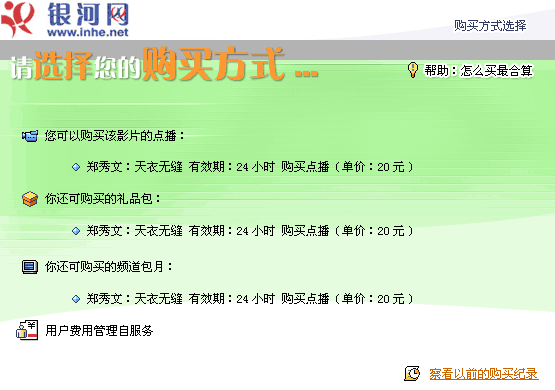 银河网
www.inhe.net
购买方式选择
请选择您的购买方式 ...
帮助：怎么买最合算
您可以购买该影片的点播：
郑秀文：天衣无缝 有效期：24 小时 购买点播（单价：20 元）
你还可购买的礼品包：
郑秀文：天衣无缝 有效期：24 小时 购买点播（单价：20 元）
你还可购买的频道包月：
郑秀文：天衣无缝 有效期：24 小时 购买点播（单价：20 元）
用户费用管理自服务
察看以前的购买纪录